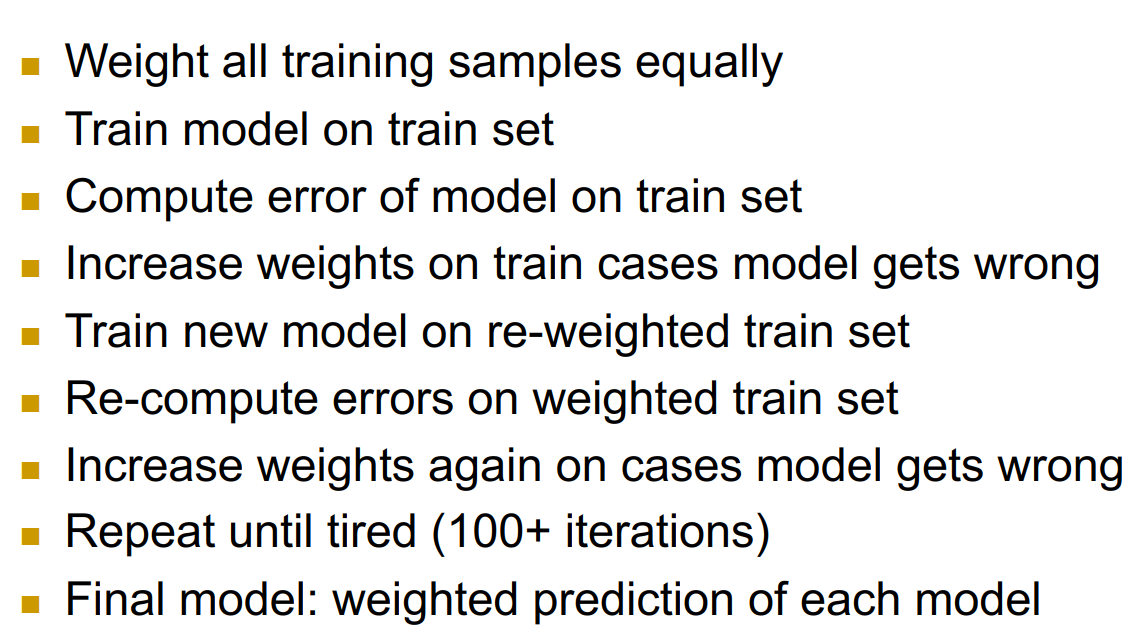 Weight all training samples equally
Train model on train set
Compute error of model on train set
Increase weights on train cases model gets wrong
Train new model on re-weighted train set
Re-compute errors on weighted train set
Increase weights again on cases model gets wrong
Repeat until tired (100+ iterations)
Final model: weighted prediction of each model